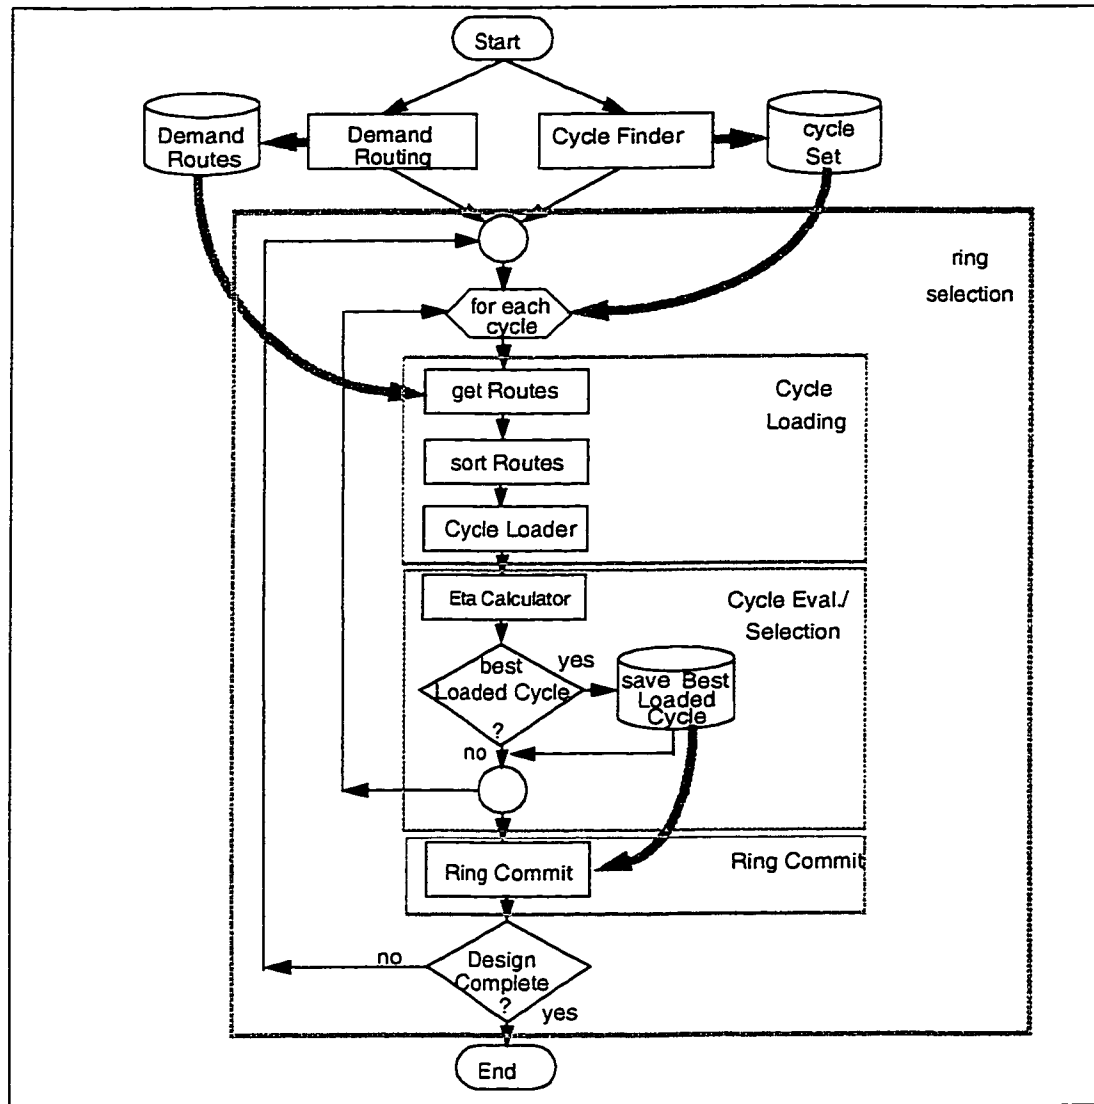 Start
Demand
Routes
Demand
Routing
Cycle Finder
cycle
Set
ring
selection
for each
cycle
get Routes
Cycle
Loading
sort Routes
Cycle Loader
Eta Calculator
Cycle Eval./
Selection
best
Loaded Cycle
?
yes
save Best
Loaded
Cycle
no
Ring Commit
Ring Commit
no
Design
Complete
?
yes
End